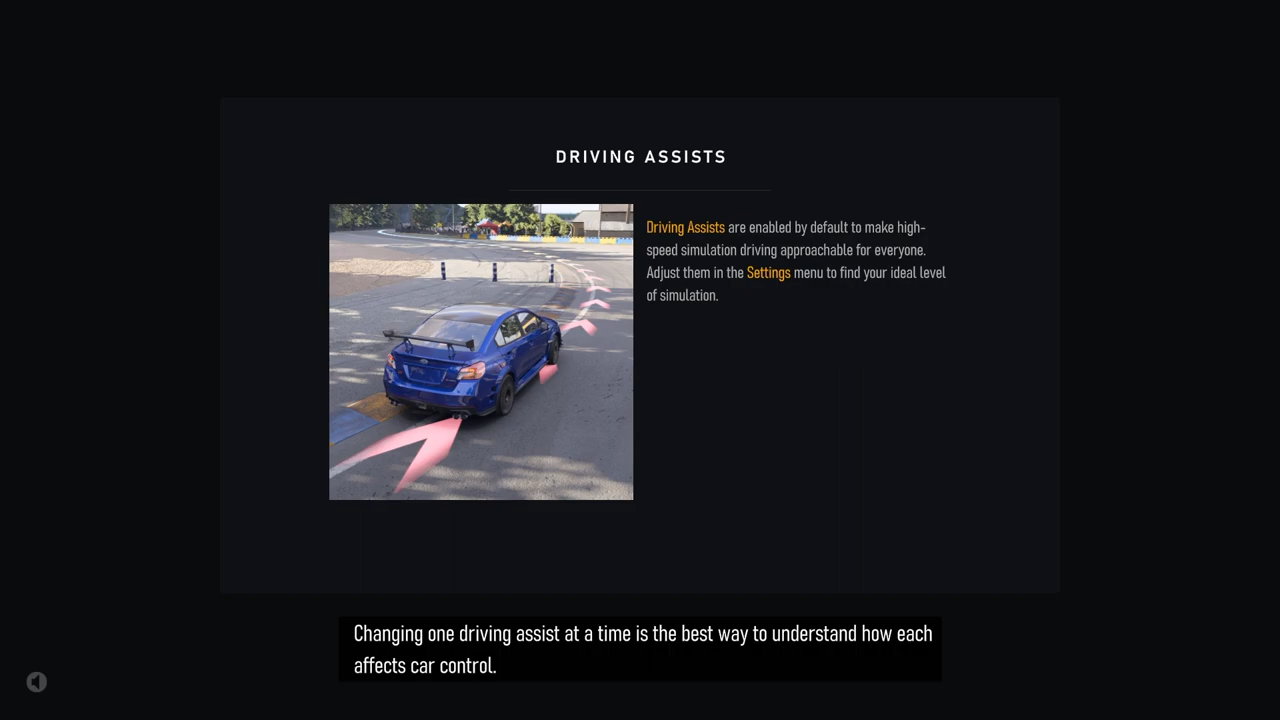 DRIVING ASSISTS
Driving Assists are enabled by default to make high-
speed simulation driving approachable for everyone.
Adjust them in the Settings menu to find your ideal level
of simulation.
Changing one driving assist at a time is the best way to understand how each
affects car control.